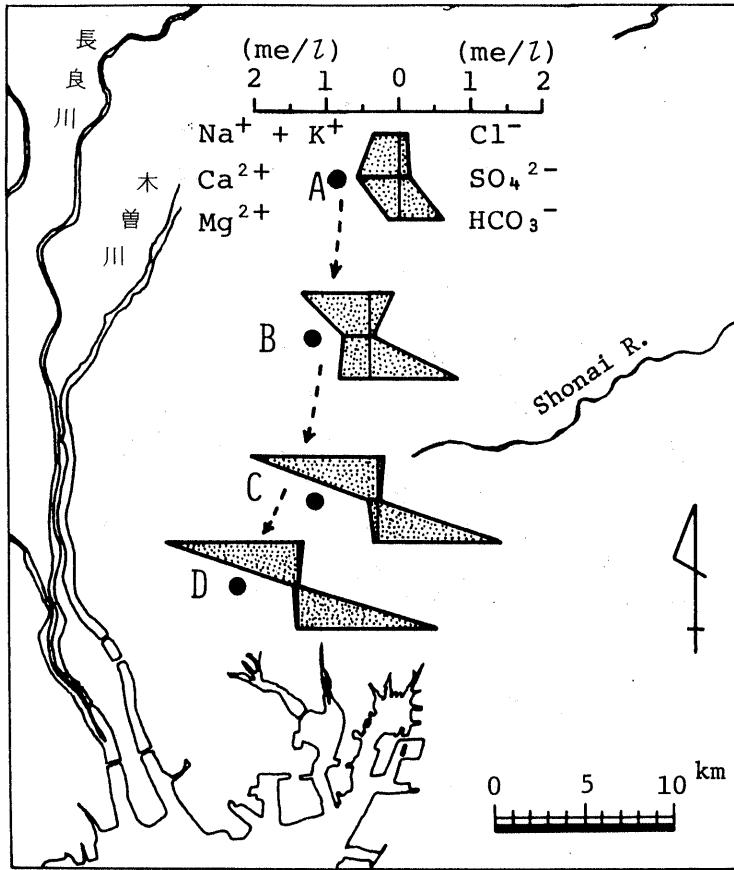 長良川
(me/l) (me/l)
2 1 0 1 2
Na⁺ + K⁺ Cl⁻
Ca²⁺ A SO₄²⁻
Mg²⁺ HCO₃⁻
木曽川
B
Shonai R.
C
D
0 5 10 km